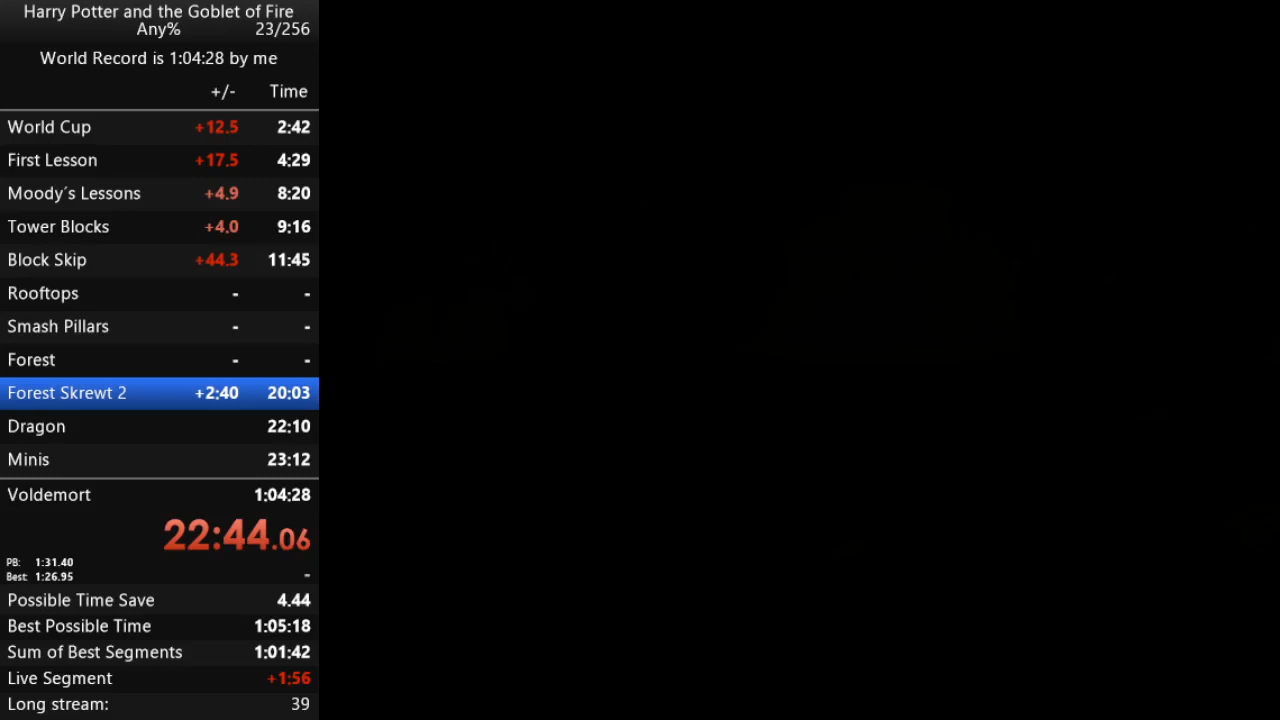 Harry Potter and the Goblet of Fire
Any% 23/256
World Record is 1:04:28 by me
+/- Time
World Cup +12.5 2:42
First Lesson +17.5 4:29
Moody´s Lessons +4.9 8:20
Tower Blocks +4.0 9:16
Block Skip +44.3 11:45
Rooftops - -
Smash Pillars - -
Forest - -
Forest Skrewt 2 +2:40 20:03
Dragon 22:10
Minis 23:12
Voldemort 1:04:28
22:44.06
PB: 1:31.40
Best: 1:26.95 -
Possible Time Save 4.44
Best Possible Time 1:05:18
Sum of Best Segments 1:01:42
Live Segment +1:56
Long stream: 39